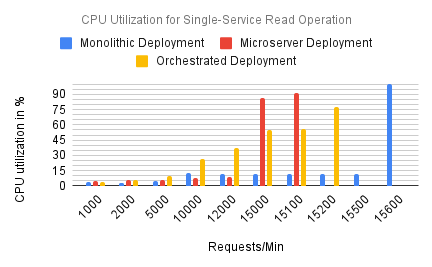 CPU Utilization for Single-Service Read Operation
Monolithic Deployment Microserver Deployment
Orchestrated Deployment
CPU utilization in %
90
75
60
45
30
15
0
1000 2000 5000 10000 12000 15000 15100 15200 15500 15600
Requests/Min